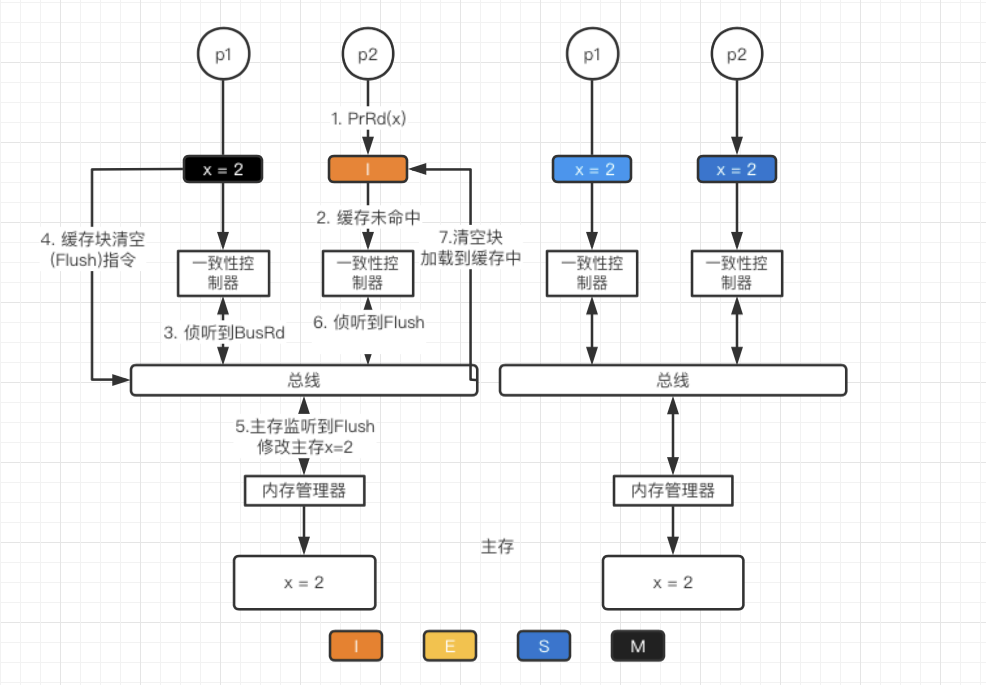 p1
p2
1. PrRd(x)
x = 2
I
2. 缓存未命中
4. 缓存块清空
(Flush)指令
7.清空块
加载到缓存中
一致性控
制器
一致性控
制器
3. 侦听到BusRd
6. 侦听到Flush
总线
5.主存监听到Flush
修改主存x=2
内存管理器
x = 2
p1
p2
x = 2
x = 2
一致性控
制器
一致性控
制器
总线
内存管理器
主存
x = 2
I
E
S
M